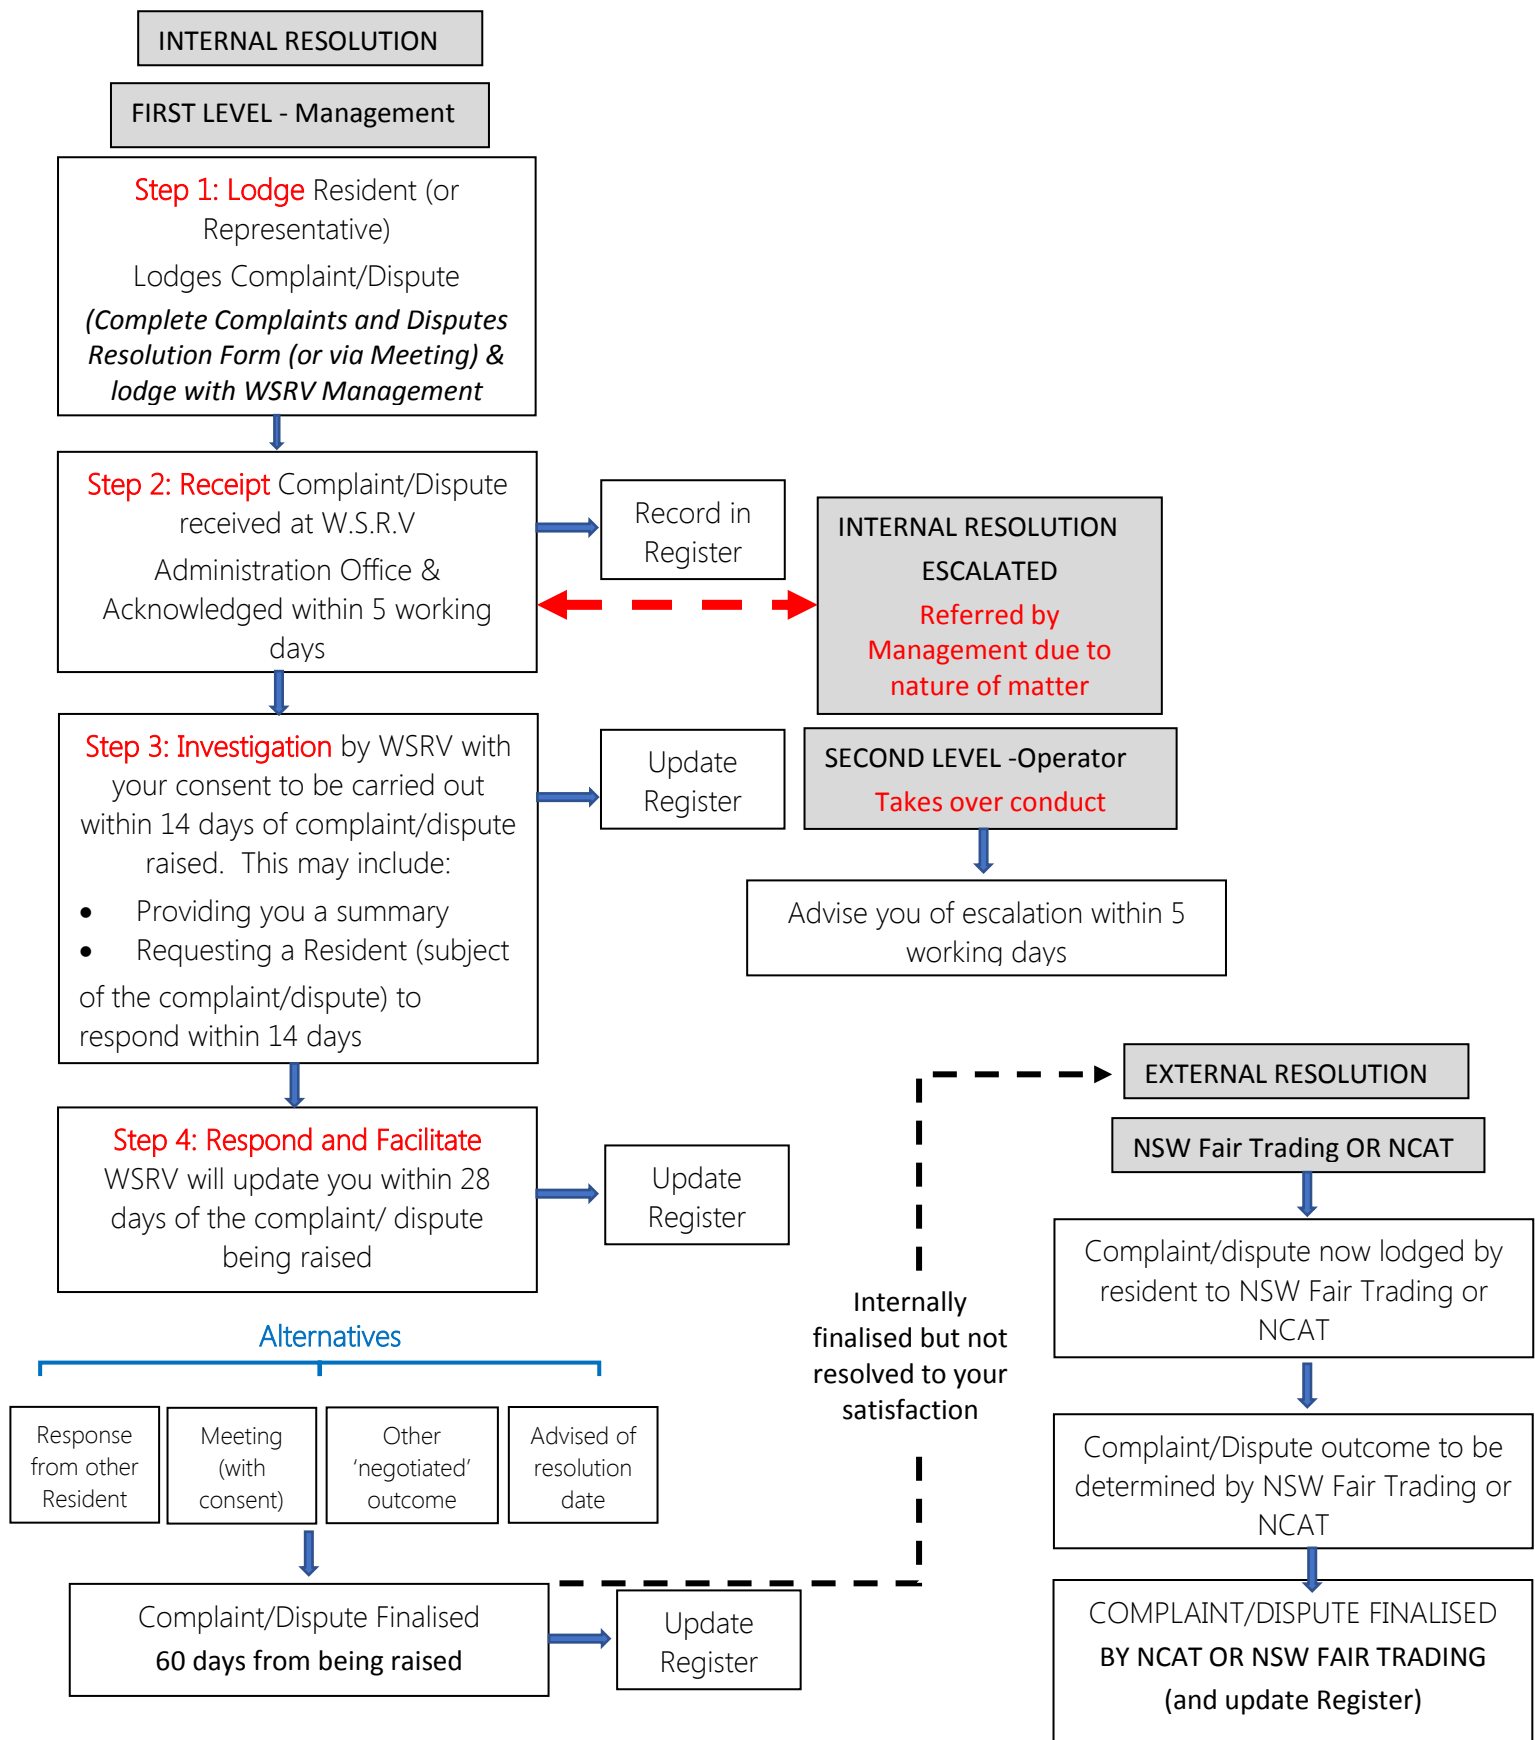 INTERNAL RESOLUTION
FIRST LEVEL - Management
Step 1: Lodge Resident (or
Representative)
Lodges Complaint/Dispute
(Complete Complaints and Disputes
Resolution Form (or via Meeting) &
lodge with WSRV Management
Step 2: Receipt Complaint/Dispute
received at W.S.R.V
Administration Office &
Acknowledged within 5 working
days
Record in
Register
INTERNAL RESOLUTION
ESCALATED
Referred by
Management due to
nature of matter
SECOND LEVEL -Operator
Takes over conduct
Advise you of escalation within 5
working days
Step 3: Investigation by WSRV with
your consent to be carried out
within 14 days of complaint/dispute
raised. This may include:
• Providing you a summary
• Requesting a Resident (subject
of the complaint/dispute) to
respond within 14 days
Update
Register
Step 4: Respond and Facilitate
WSRV will update you within 28
days of the complaint/ dispute
being raised
Update
Register
Alternatives
Response
from other
Resident
Meeting
(with
consent)
Other
‘negotiated’
outcome
Advised of
resolution
date
Complaint/Dispute Finalised
60 days from being raised
Update
Register
Internally
finalised but not
resolved to your
satisfaction
EXTERNAL RESOLUTION
NSW Fair Trading OR NCAT
Complaint/dispute now lodged by
resident to NSW Fair Trading or
NCAT
Complaint/Dispute outcome to be
determined by NSW Fair Trading or
NCAT
COMPLAINT/DISPUTE FINALISED
BY NCAT OR NSW FAIR TRADING
(and update Register)